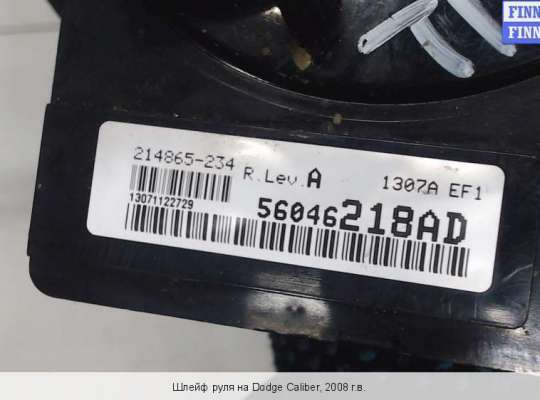 FINN
FINN
214865-234 R.Lev.A 1307A EF1
13071122729
56046218AD
Шлейф руля на Dodge Caliber, 2008 г.в.